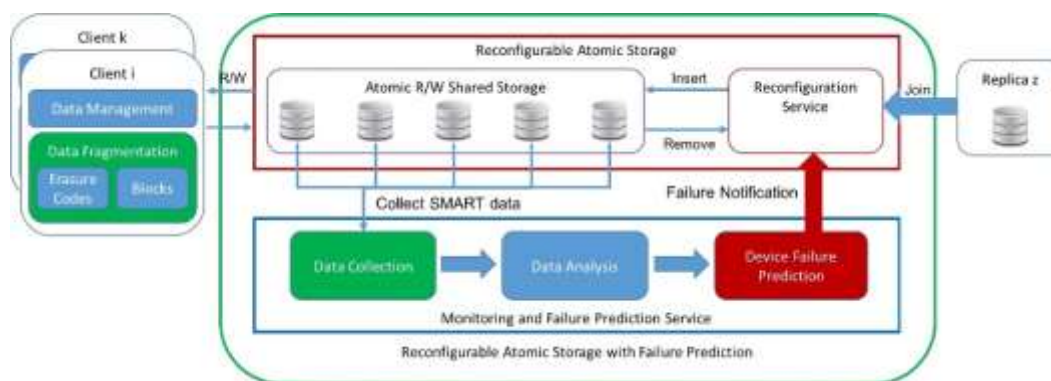 Client k
Client i
Data Management
Data Fragmentation
Erasure
Codes
Blocks
R/W
Reconfigurable Atomic Storage
Atomic R/W Shared Storage
Insert
Remove
Reconfiguration
Service
Join
Replica z
Collect SMART data
Failure Notification
Data Collection
Data Analysis
Device Failure
Prediction
Monitoring and Failure Prediction Service
Reconfigurable Atomic Storage with Failure Prediction